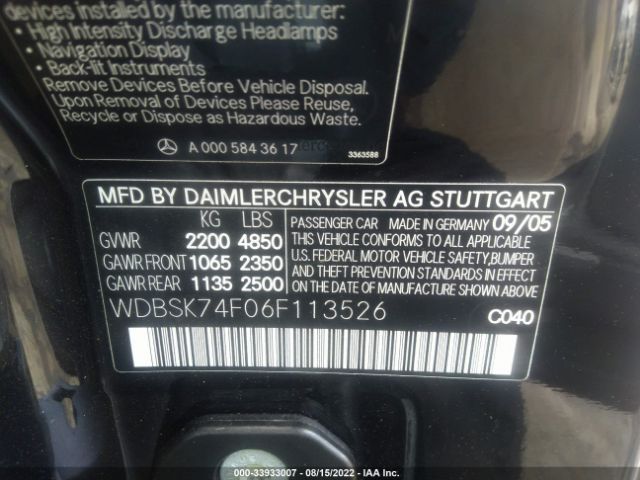 devices installed by the manufacturer:
• High Intensity Discharge Headlamps
• Navigation Display
• Back-lit Instruments
Remove Devices Before Vehicle Disposal.
Upon Removal of Devices Please Reuse,
Recycle or Dispose as Hazardous Waste.
A 000 584 36 17
3363588
MFD BY DAIMLERCHRYSLER AG STUTTGART
KG LBS
GVWR 2200 4850
GAWR FRONT 1065 2350
GAWR REAR 1135 2500
PASSENGER CAR MADE IN GERMANY 09/05
THIS VEHICLE CONFORMS TO ALL APPLICABLE
U.S. FEDERAL MOTOR VEHICLE SAFETY,BUMPER
AND THEFT PREVENTION STANDARDS IN EFFECT
ON THE DATE OF MANUFACTURE SHOWN ABOVE.
WDBSK74F06F113526
C040
000-33933007 - 08/15/2022 - IAA Inc.